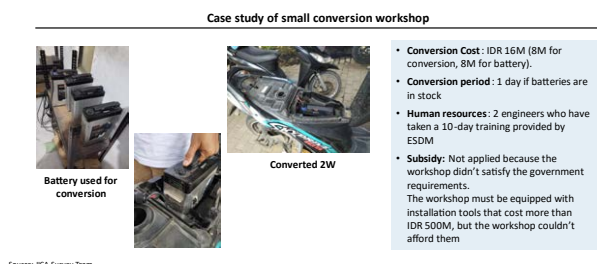 Case study of small conversion workshop
Battery used for
conversion
Converted 2W
• Conversion Cost: IDR 16M (8M for
conversion, 8M for battery).
• Conversion period: 1 day if batteries are
in stock
• Human resources: 2 engineers who have
taken a 10-day training provided by
ESDM
• Subsidy: Not applied because the
workshop didn't satisfy the government
requirements.
The workshop must be equipped with
installation tools that cost more than
IDR 500M, but the workshop couldn't
afford them
Source: JICA Survey Team